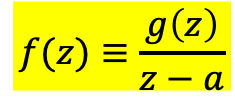 f(z) ≡ g(z) / (z − a)